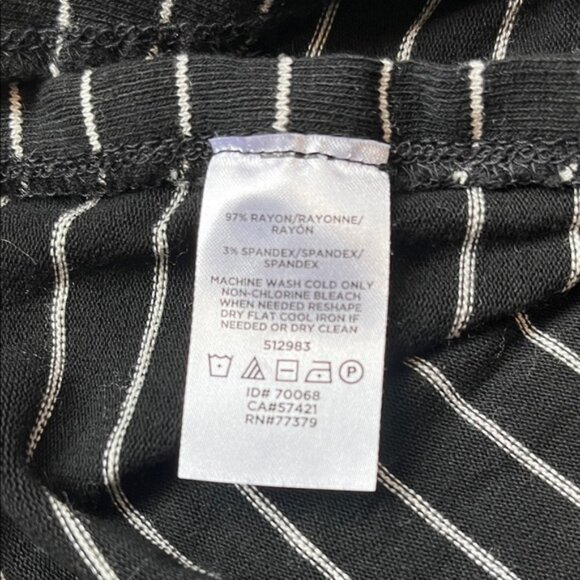 97% RAYON/RAYONNE/
RAYÓN
3% SPANDEX/SPANDEX/
SPANDEX
MACHINE WASH COLD ONLY
NON-CHLORINE BLEACH
WHEN NEEDED RESHAPE
DRY FLAT COOL IRON IF
NEEDED OR DRY CLEAN
512983
P
ID# 70068
CA#57421
RN#77379